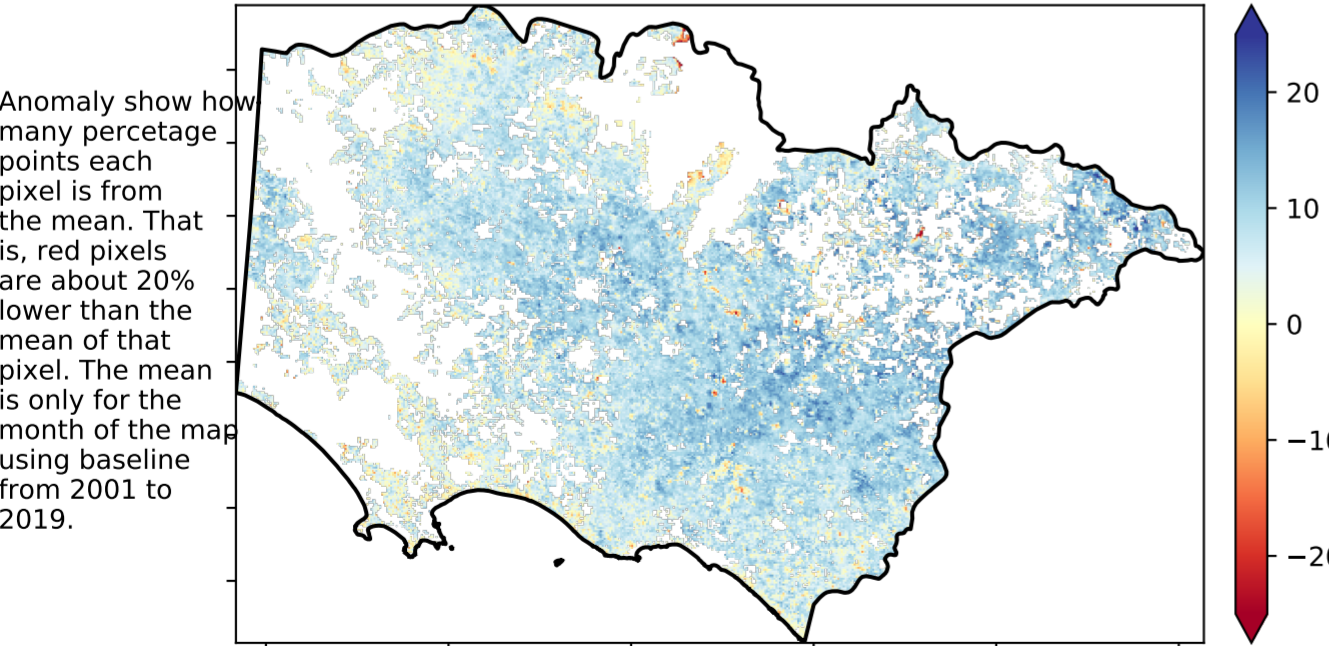 Anomaly show how
many percetage
points each
pixel is from
the mean. That
is, red pixels
are about 20%
lower than the
mean of that
pixel. The mean
is only for the
month of the map
using baseline
from 2001 to
2019.
20
10
0
−10
−20